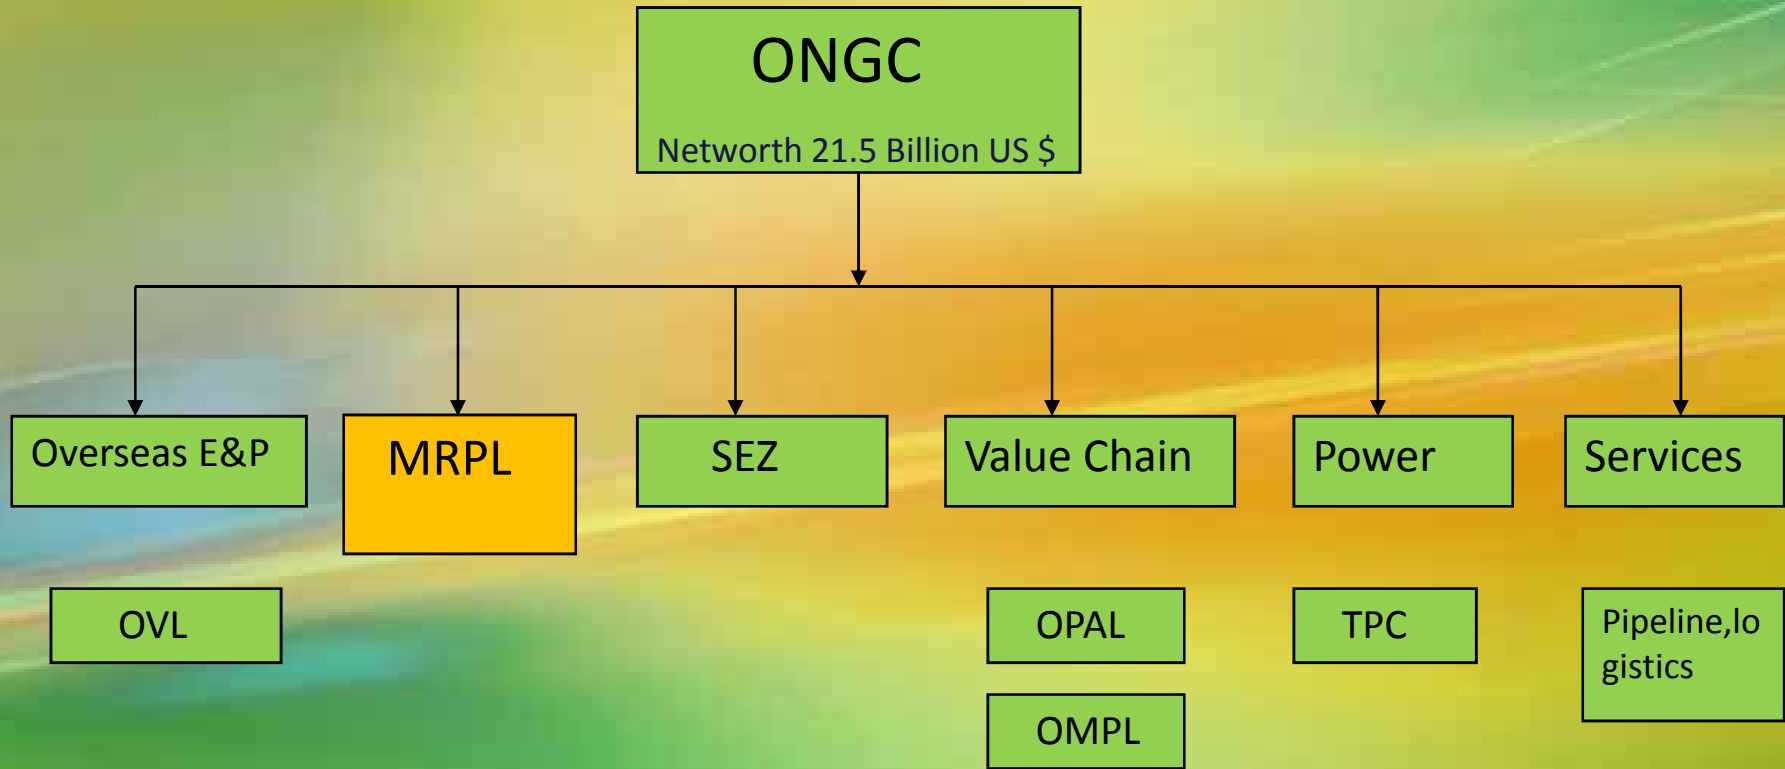 ONGC
Networth 21.5 Billion US $
Overseas E&P
MRPL
SEZ
Value Chain
Power
Services
OVL
OPAL
TPC
Pipeline,lo
gistics
OMPL